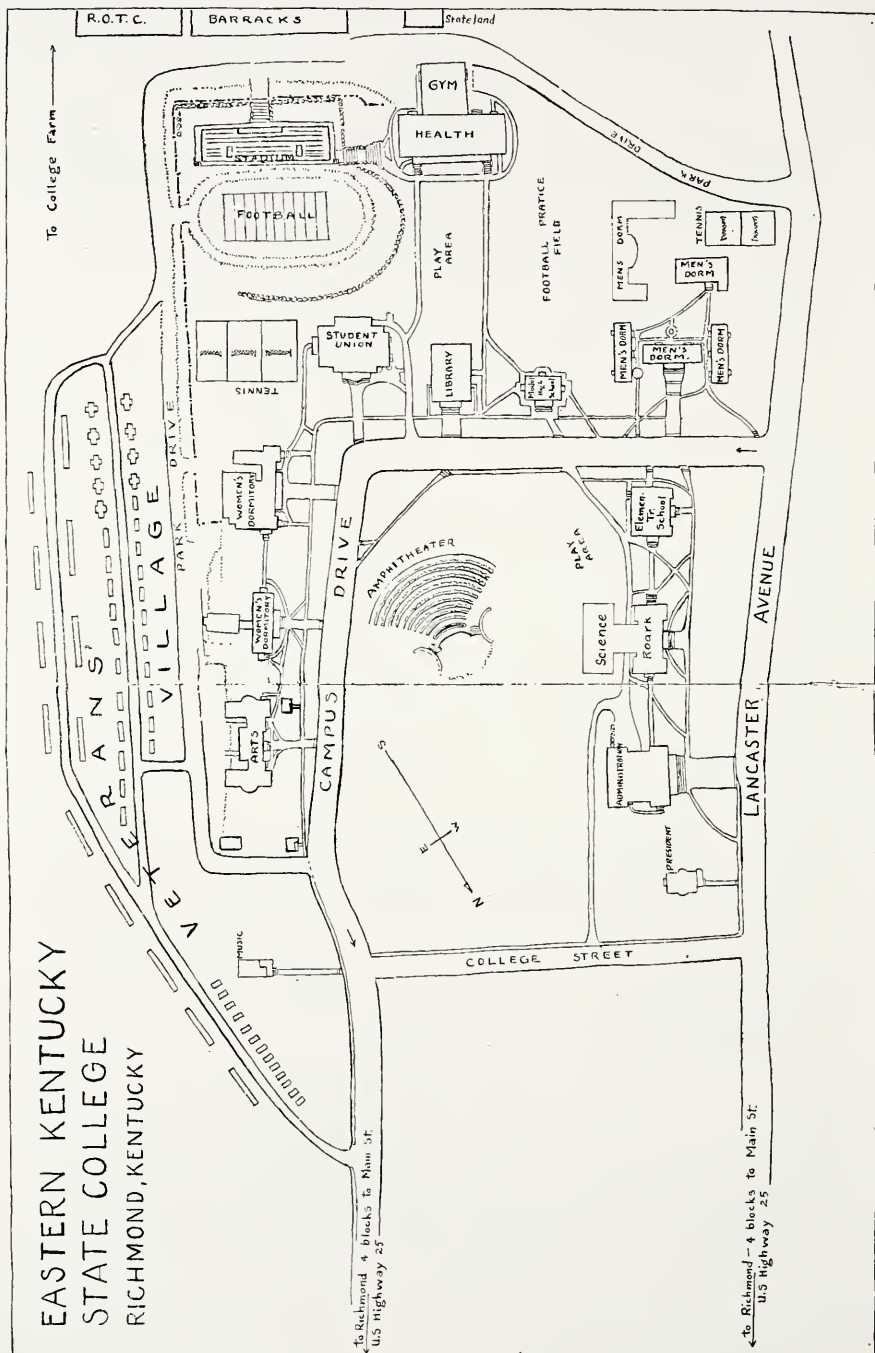 EASTERN KENTUCKY
STATE COLLEGE
RICHMOND, KENTUCKY
R.O.T.C.
BARRACKS
State land
To College Farm
GYM
HEALTH
STADIUM
FOOTBALL
PARK DRIVE
PLAY
AREA
FOOTBALL PRATICE
FIELD
MENS DORM
TENNIS
MEN'S
DORM
STUDENT
UNION
TENNIS
LIBRARY
Model
High
School
MEN'S DORM
MEN'S
DORM.
MEN'S DORM
VETERANS'
VILLAGE
PARK DRIVE
WOMEN'S
DORMITORY
WOMEN'S
DORMITORY
ARTS
CAMPUS DRIVE
AMPHITHEATER
PLAY
AREA
Elemen-
Tr.
School
Science
Roark
ADMINISTRATION
PRESIDENT
LANCASTER AVENUE
S
E
W
N
MUSIC
COLLEGE STREET
to Richmond 4 blocks to Main St.
U.S Highway 25
to Richmond - 4 blocks to Main St.
U.S Highway 25